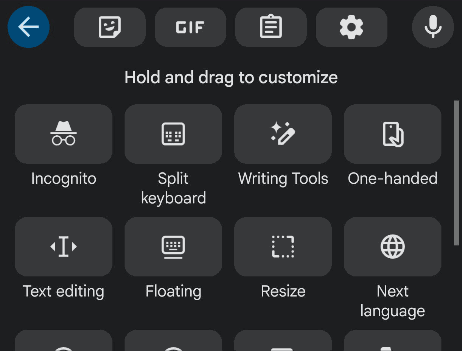 GIF
Hold and drag to customize
Incognito
Split
keyboard
Writing Tools
One-handed
Text editing
Floating
Resize
Next
language